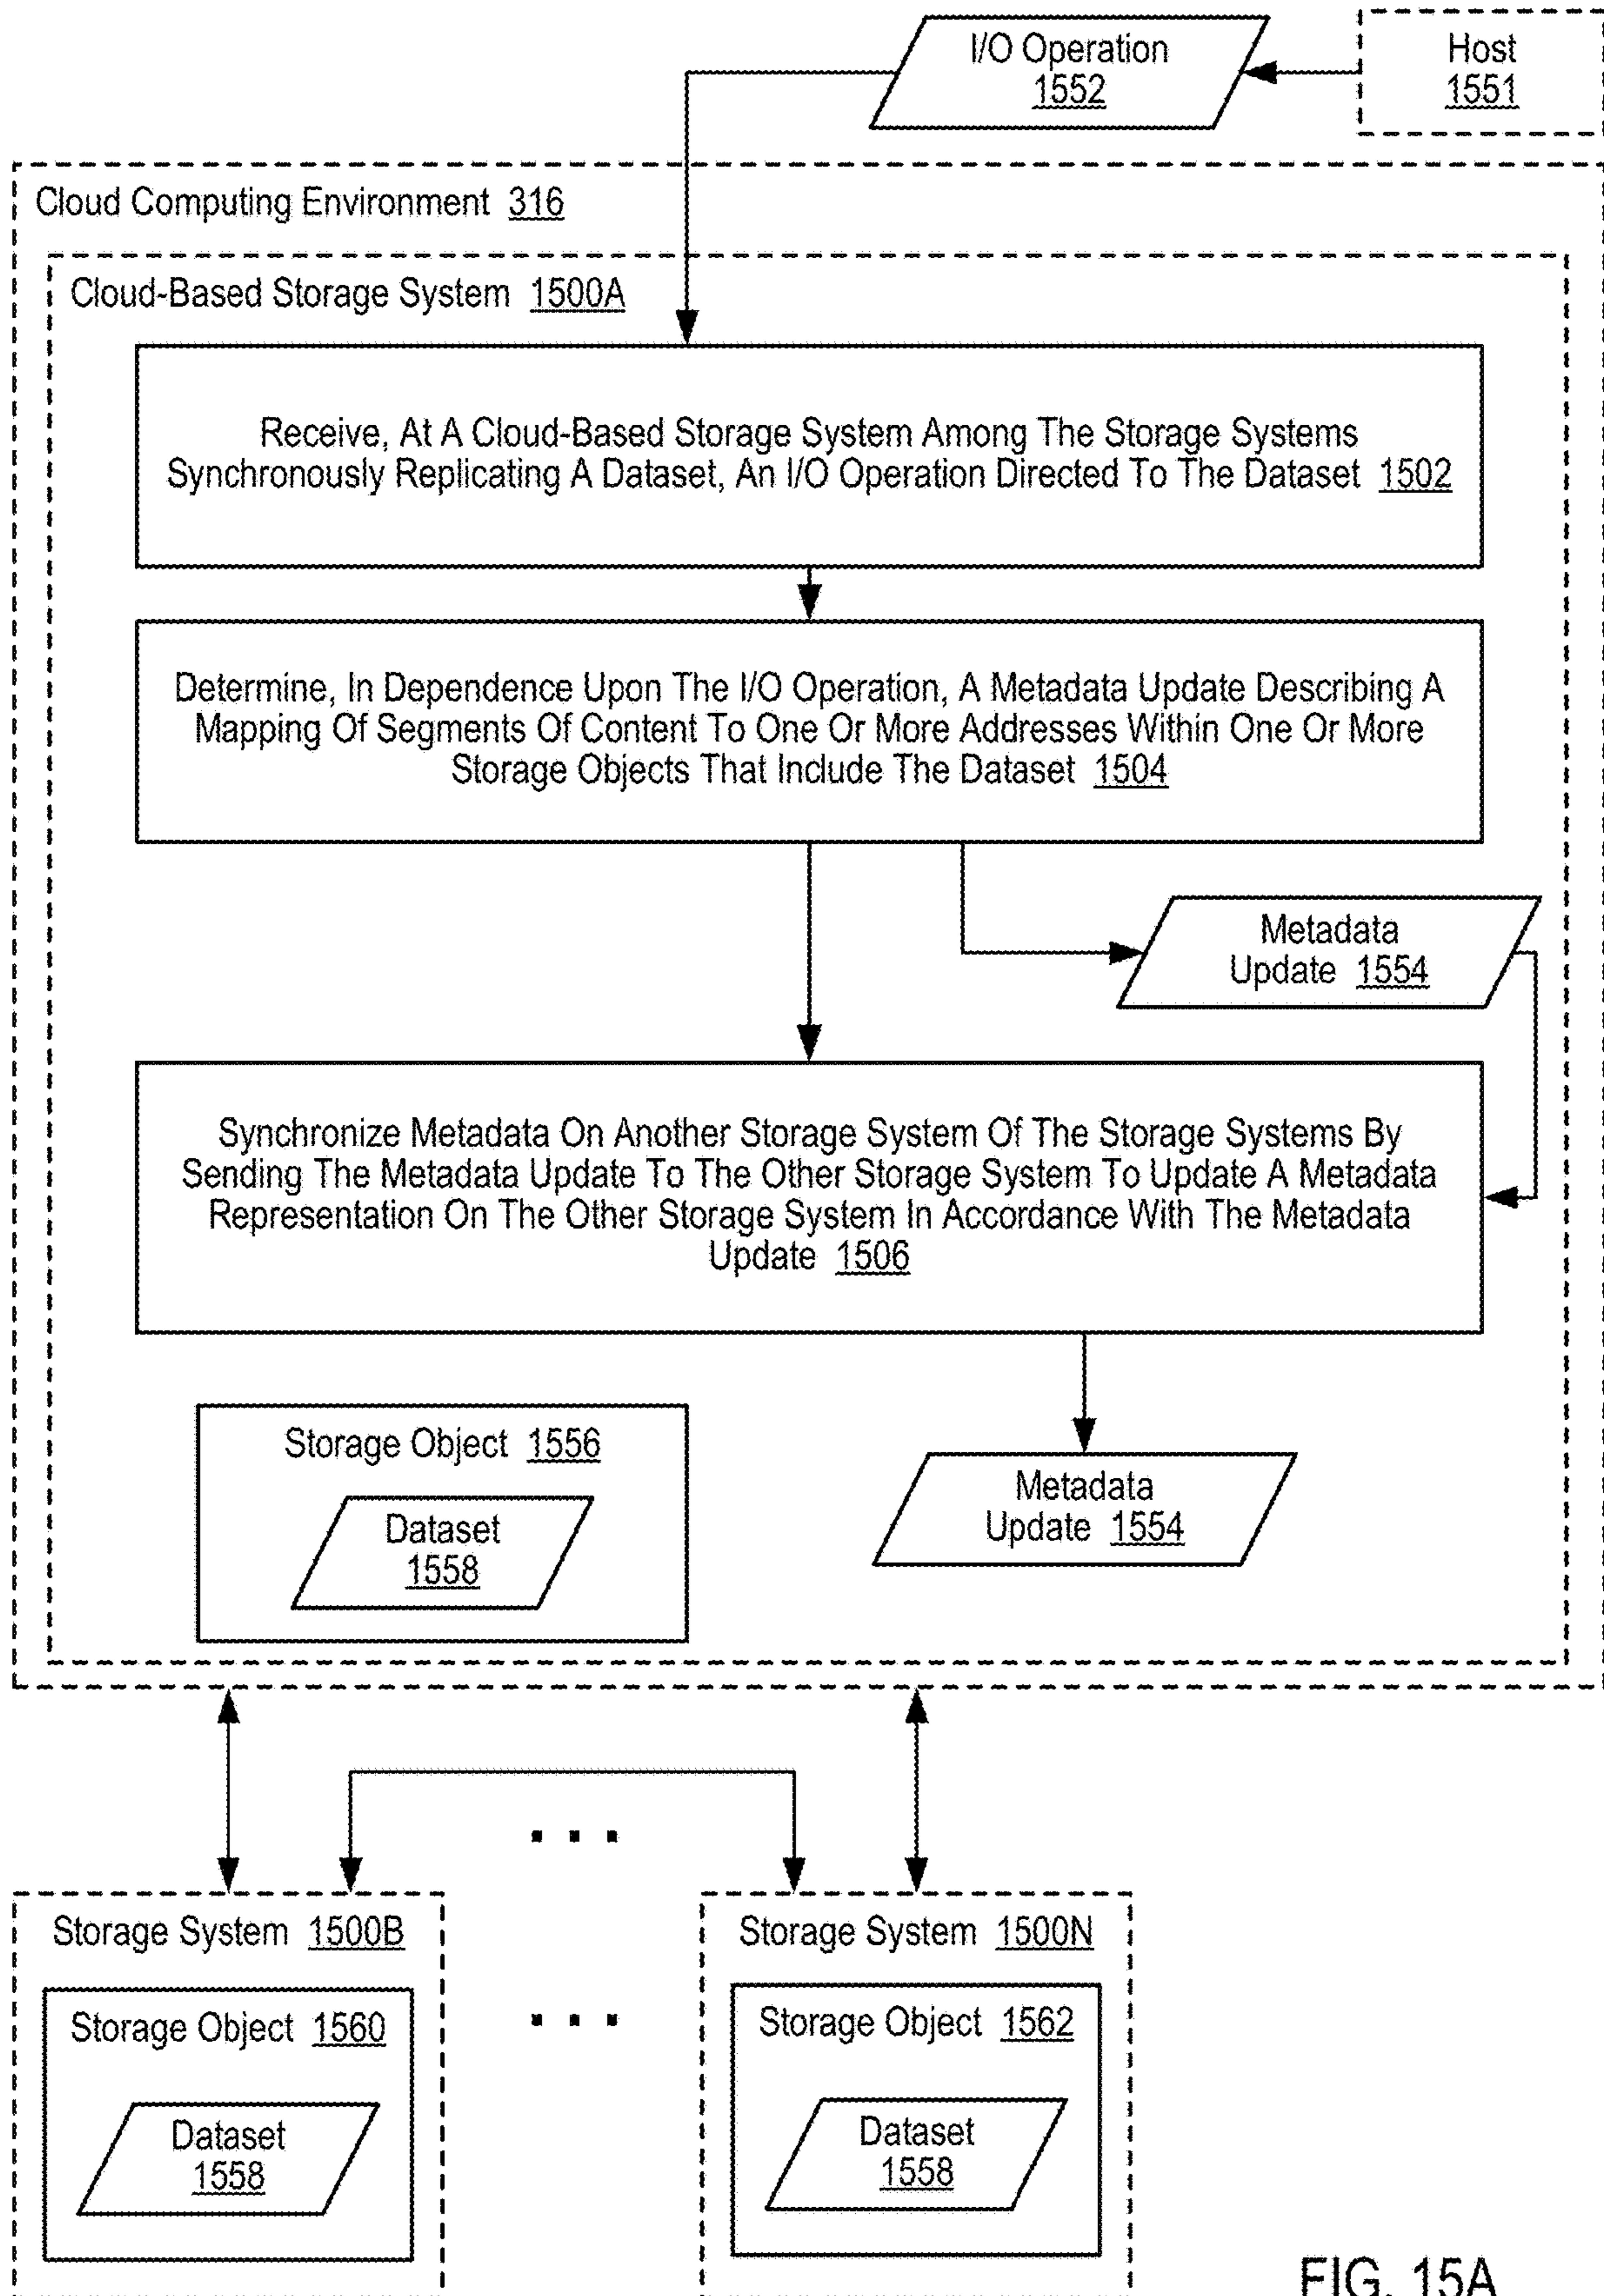 I/O Operation
1552
Host
1551
Cloud Computing Environment 316
Cloud-Based Storage System 1500A
Receive, At A Cloud-Based Storage System Among The Storage Systems
Synchronously Replicating A Dataset, An I/O Operation Directed To The Dataset 1502
Determine, In Dependence Upon The I/O Operation, A Metadata Update Describing A
Mapping Of Segments Of Content To One Or More Addresses Within One Or More
Storage Objects That Include The Dataset 1504
Metadata
Update 1554
Synchronize Metadata On Another Storage System Of The Storage Systems By
Sending The Metadata Update To The Other Storage System To Update A Metadata
Representation On The Other Storage System In Accordance With The Metadata
Update 1506
Storage Object 1556
Dataset
1558
Metadata
Update 1554
. . .
Storage System 1500B
Storage Object 1560
Dataset
1558
. . .
Storage System 1500N
Storage Object 1562
Dataset
1558
FIG. 15A